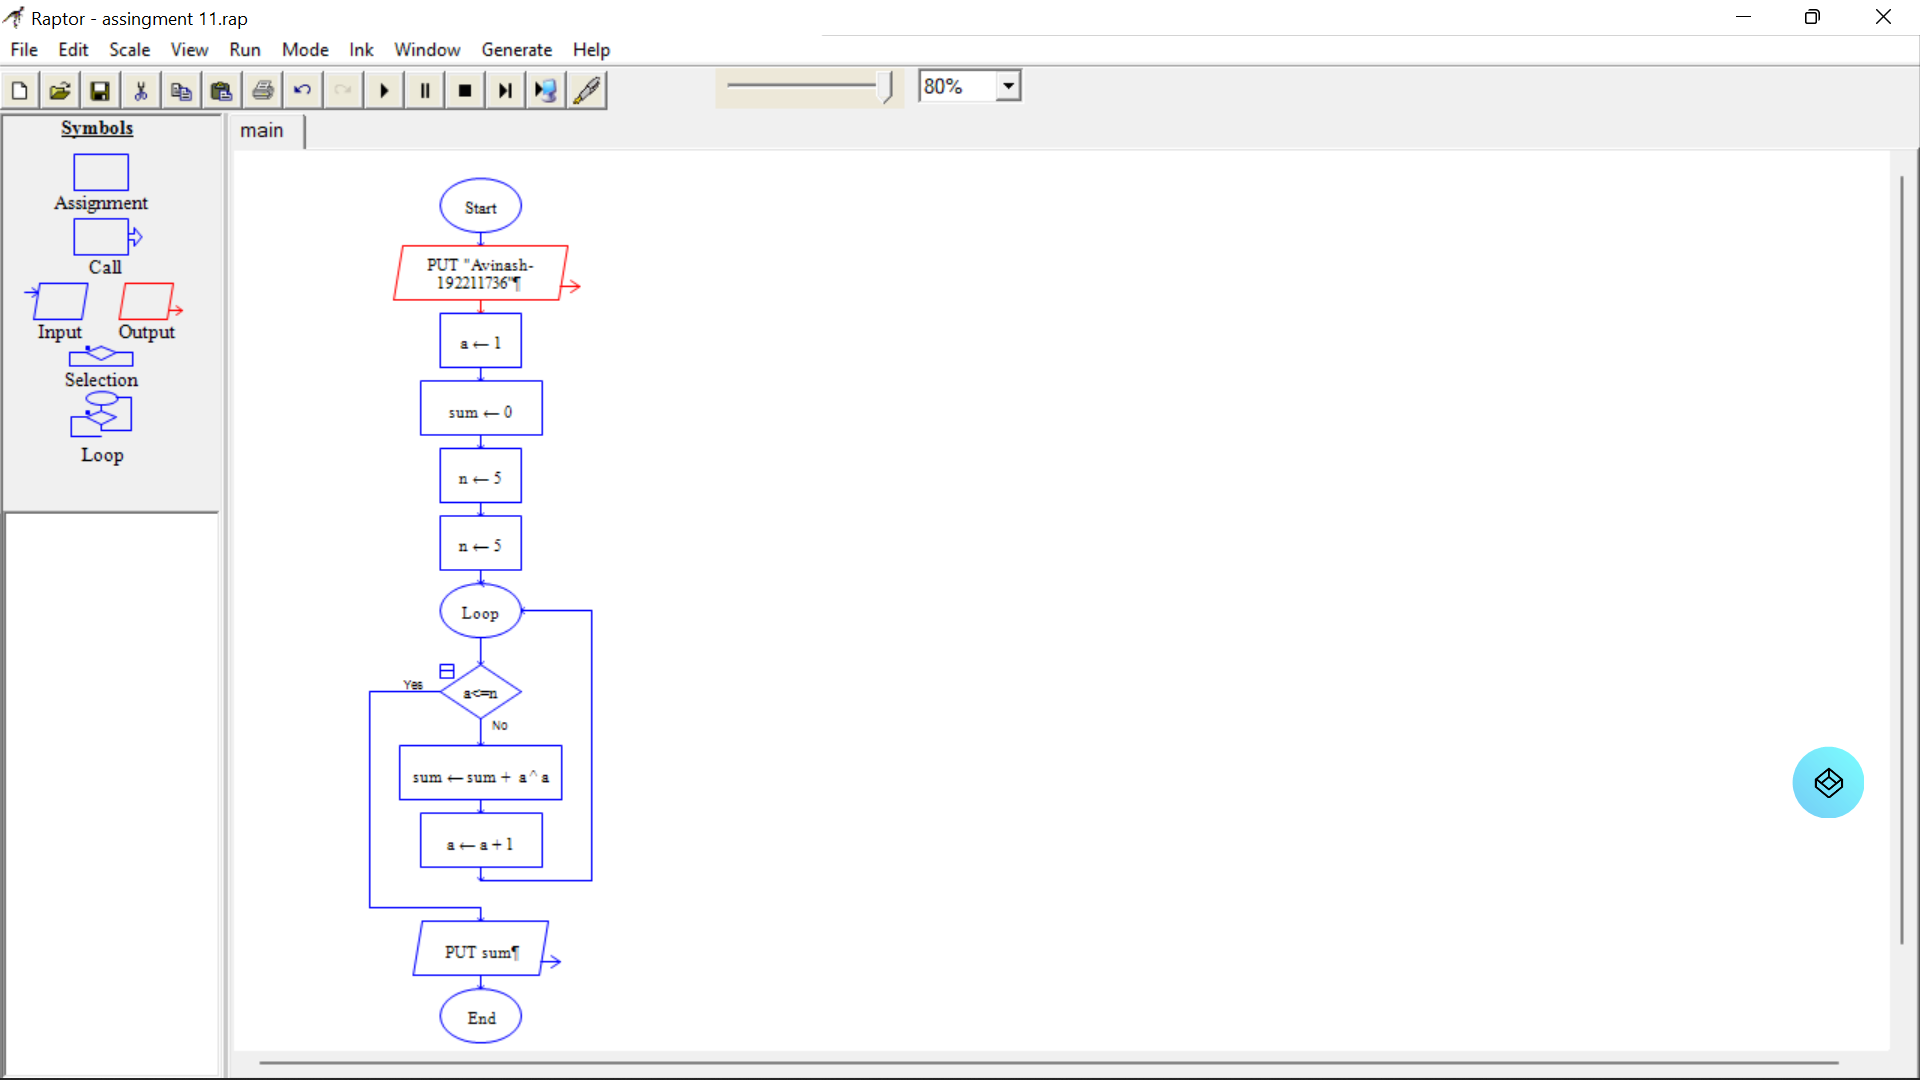 Raptor - assingment 11.rap
File Edit Scale View Run Mode Ink Window Generate Help
80%
Symbols
Assignment
Call
Input Output
Selection
Loop
main
Start
PUT "Avinash-
192211736"¶
a ← 1
sum ← 0
n ← 5
n ← 5
Loop
Yes
a<=n
No
sum ← sum + a^a
a ← a + 1
PUT sum¶
End